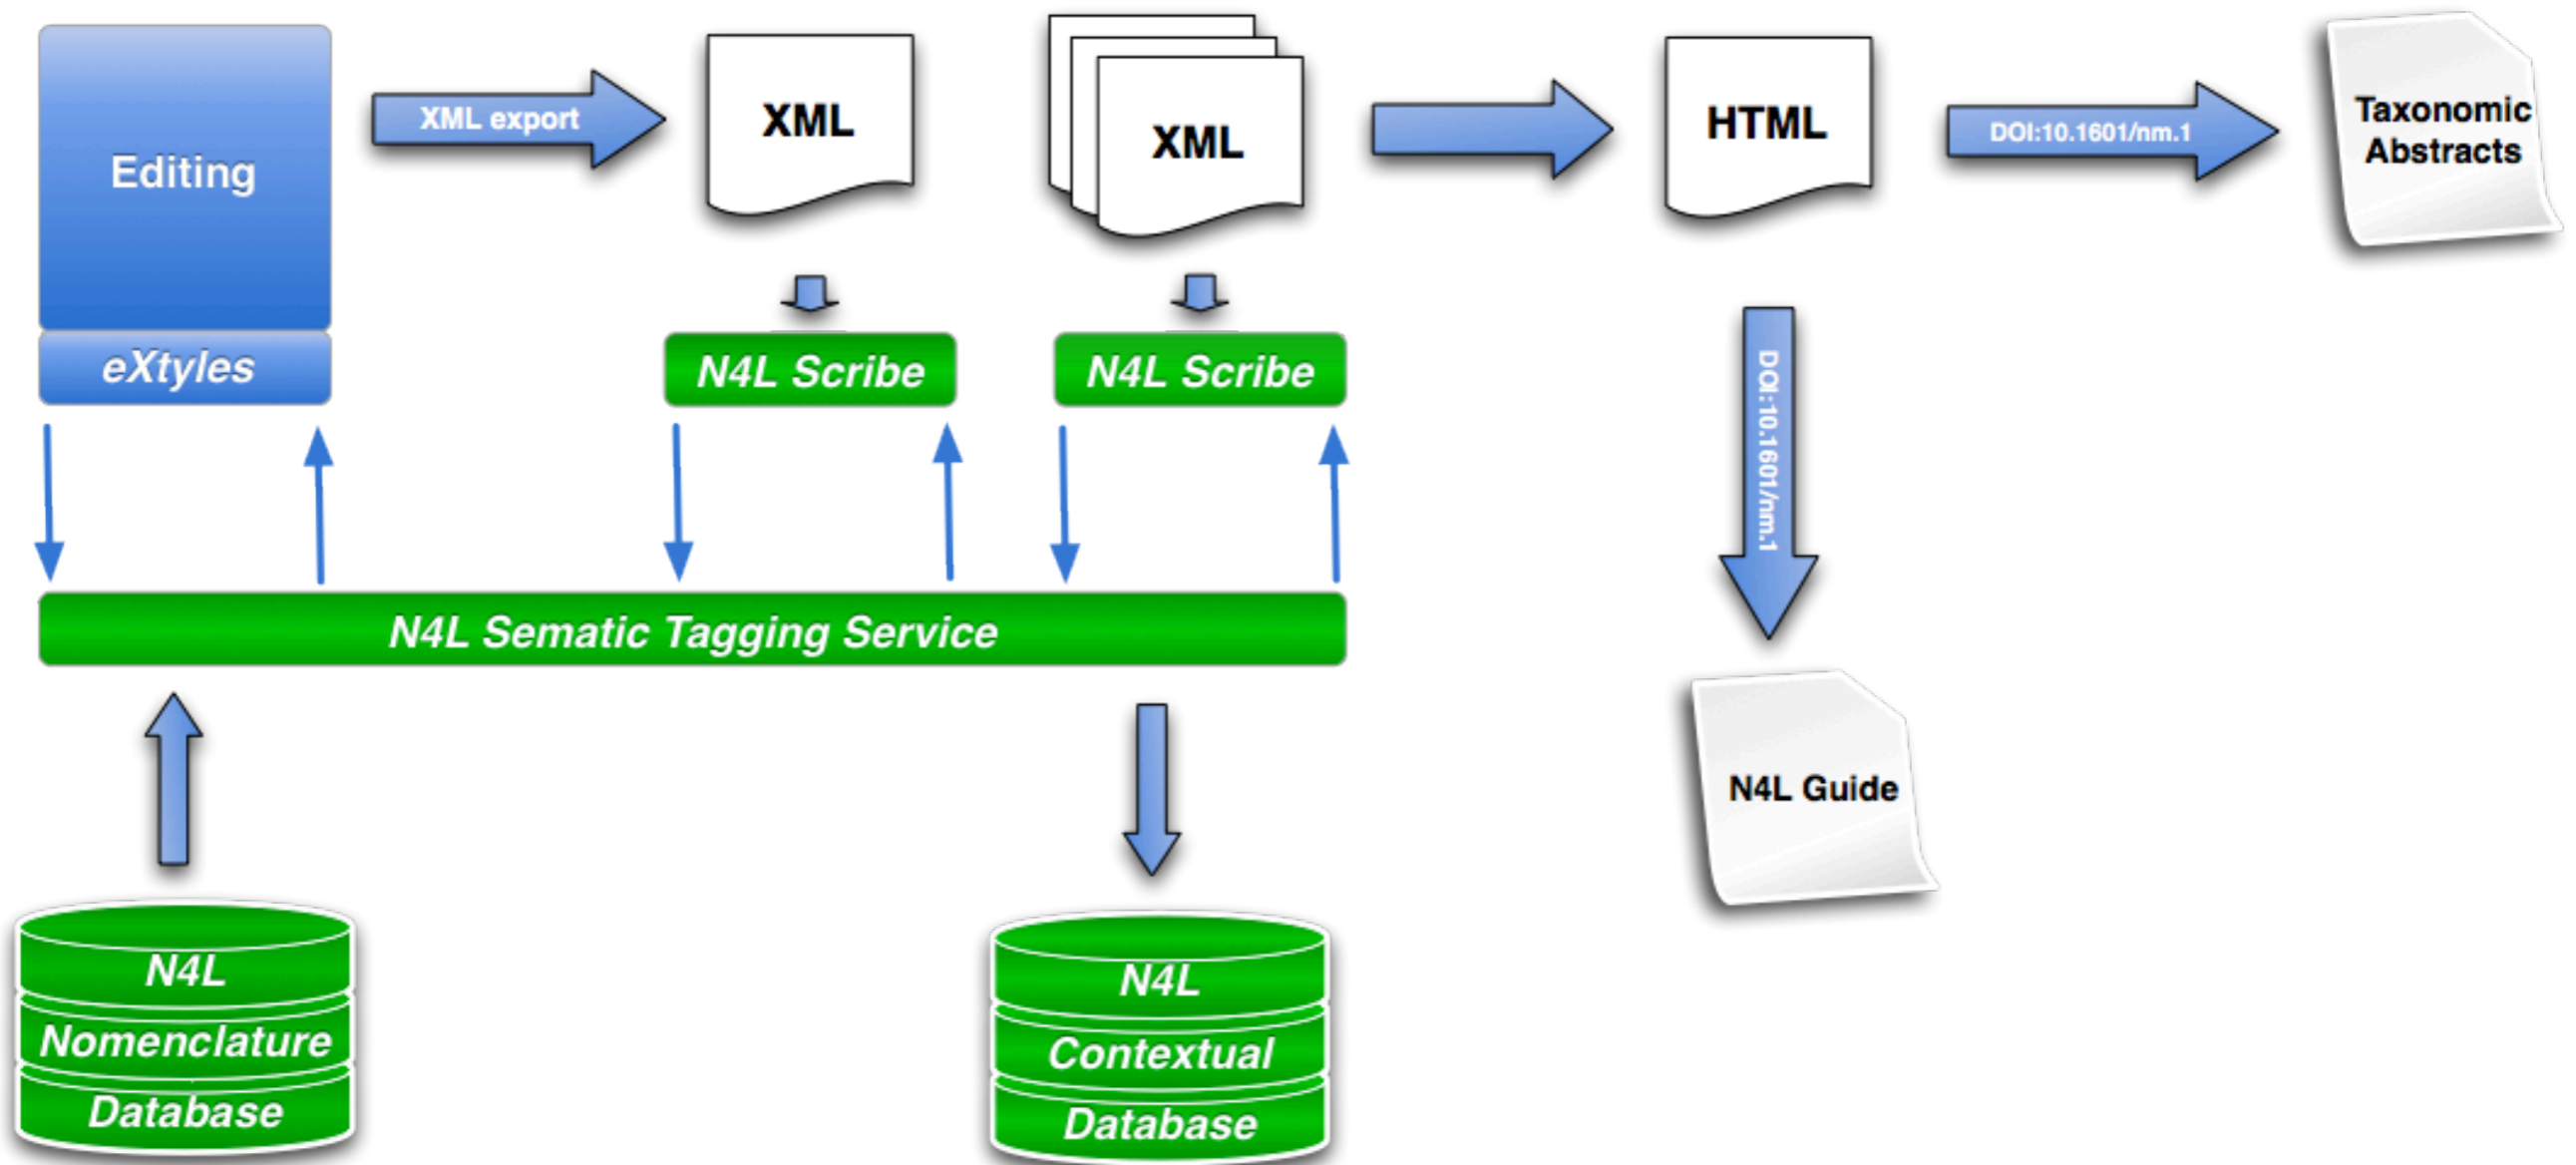 Editing
eXtyles
XML export
XML
XML
HTML
DOI:10.1601/nm.1
Taxonomic
Abstracts
N4L Scribe
N4L Scribe
DOI:10.1601/nm.1
N4L Sematic Tagging Service
N4L Guide
N4L
Nomenclature
Database
N4L
Contextual
Database